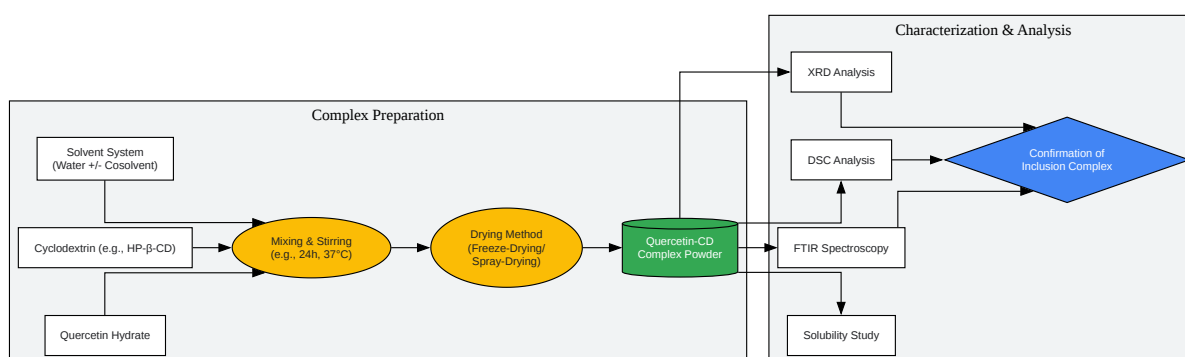 Complex Preparation
Solvent System
(Water +/- Cosolvent)
Cyclodextrin (e.g., HP-β-CD)
Quercetin Hydrate
Mixing & Stirring
(e.g., 24h, 37°C)
Drying Method
(Freeze-Drying/
Spray-Drying)
Quercetin-CD
Complex Powder
Characterization & Analysis
XRD Analysis
DSC Analysis
FTIR Spectroscopy
Solubility Study
Confirmation of
Inclusion Complex